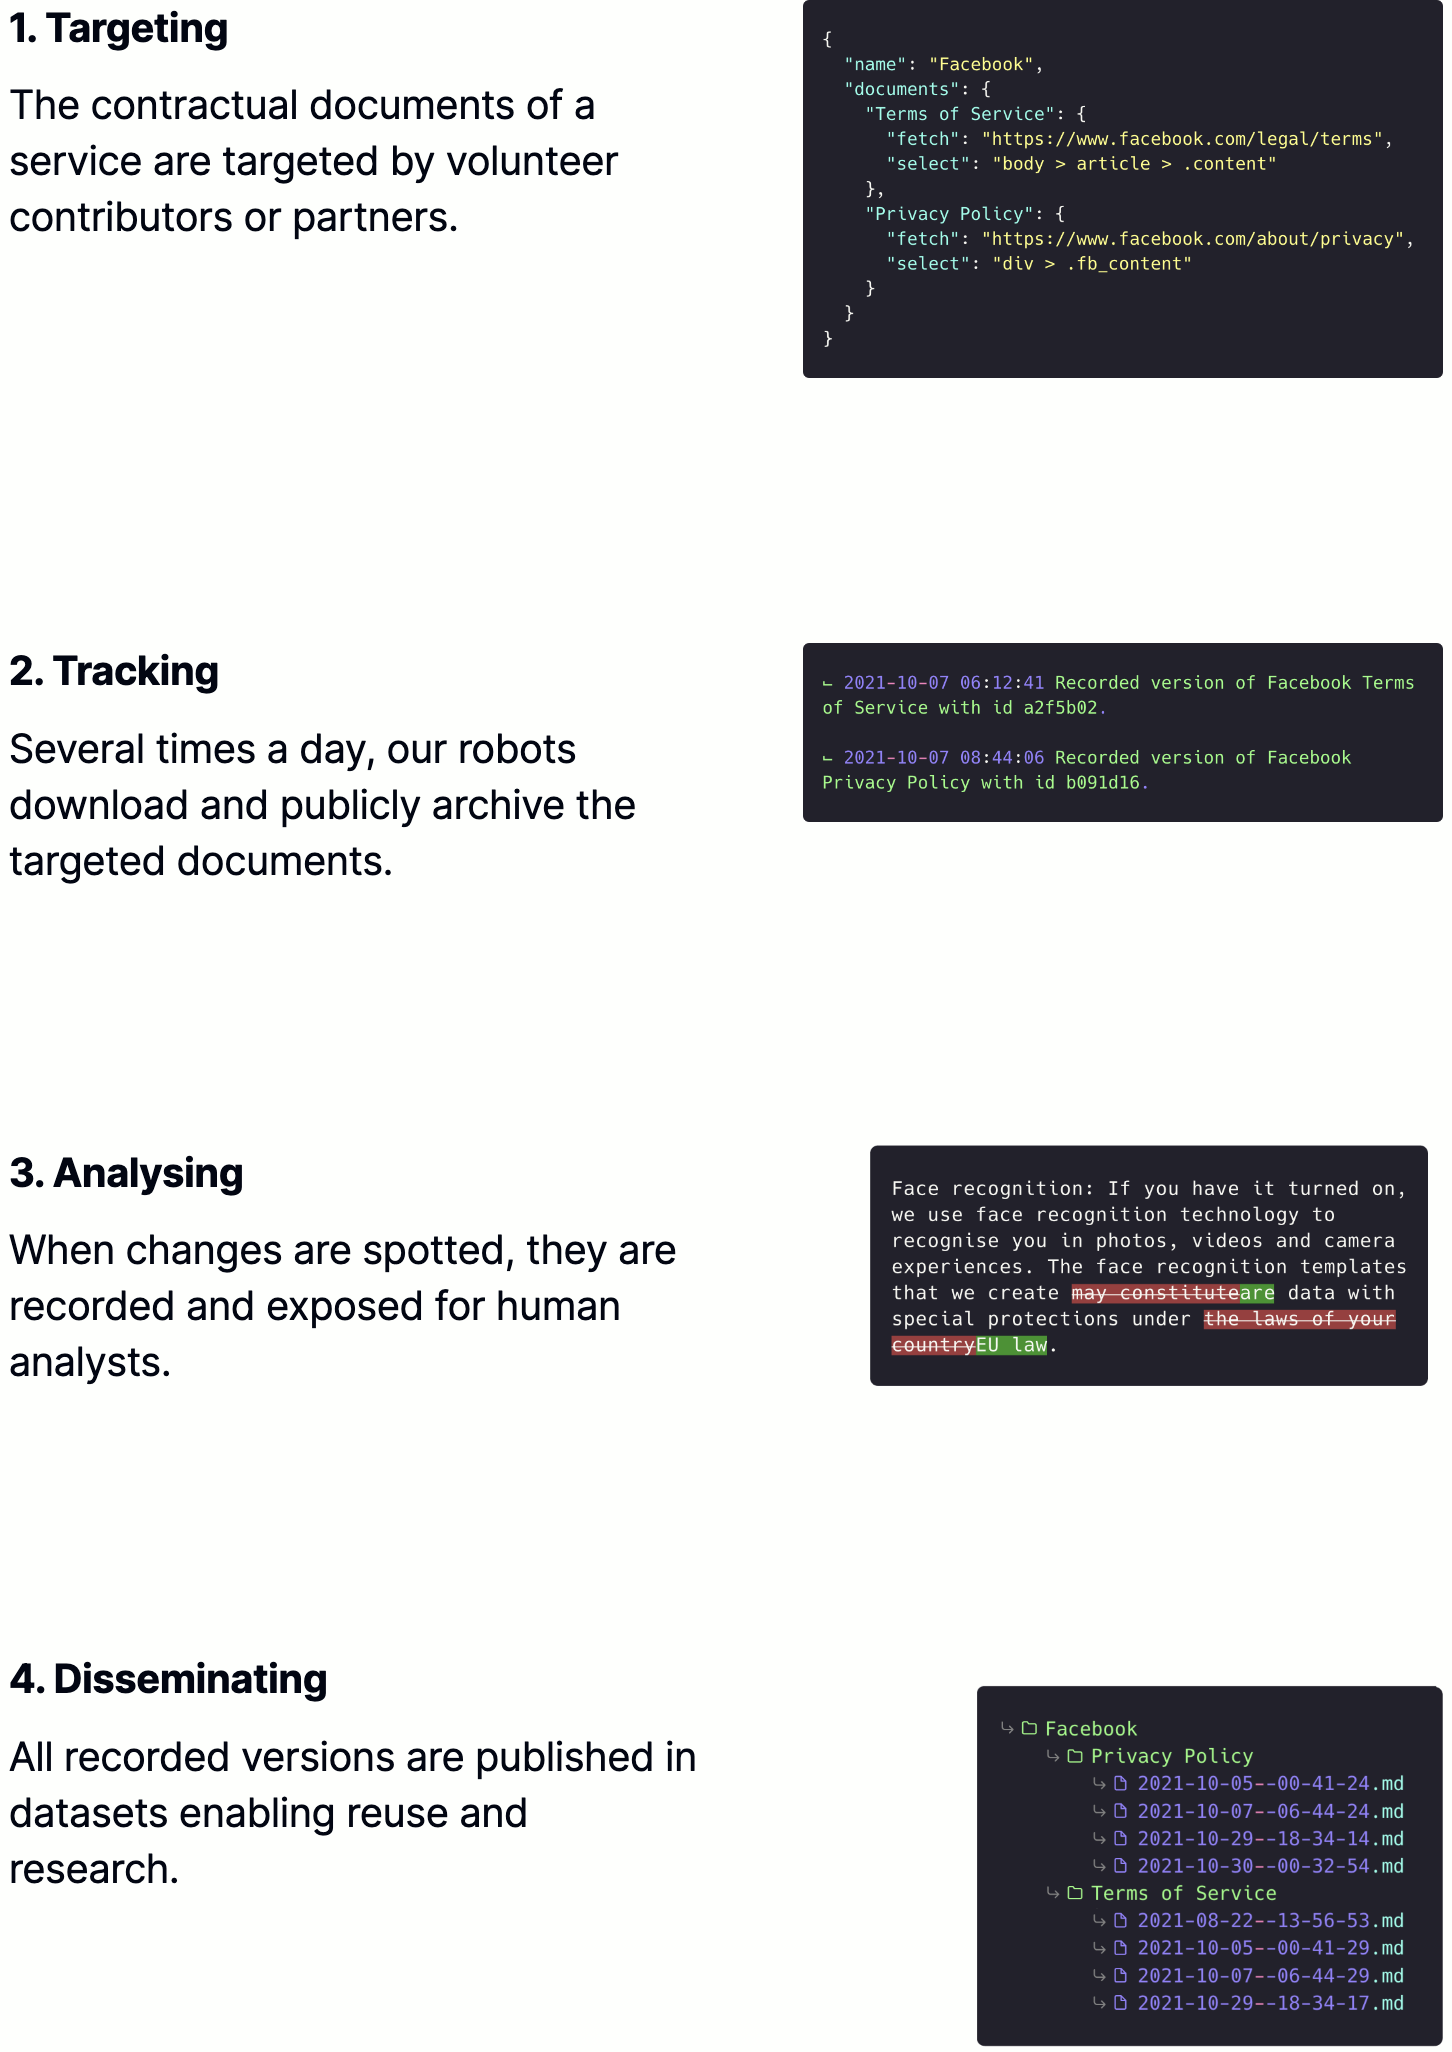 1. Targeting
The contractual documents of a
service are targeted by volunteer
contributors or partners.
{
  "name": "Facebook",
  "documents": {
    "Terms of Service": {
      "fetch": "https://www.facebook.com/legal/terms",
      "select": "body > article > .content"
    },
    "Privacy Policy": {
      "fetch": "https://www.facebook.com/about/privacy",
      "select": "div > .fb_content"
    }
  }
}
2. Tracking
Several times a day, our robots
download and publicly archive the
targeted documents.
⌙ 2021-10-07 06:12:41 Recorded version of Facebook Terms
of Service with id a2f5b02.
⌙ 2021-10-07 08:44:06 Recorded version of Facebook
Privacy Policy with id b091d16.
3. Analysing
When changes are spotted, they are
recorded and exposed for human
analysts.
Face recognition: If you have it turned on,
we use face recognition technology to
recognise you in photos, videos and camera
experiences. The face recognition templates
that we create may constituteare data with
special protections under the laws of your
countryEU law.
4. Disseminating
All recorded versions are published in
datasets enabling reuse and
research.
Facebook
Privacy Policy
2021-10-05--00-41-24.md
2021-10-07--06-44-24.md
2021-10-29--18-34-14.md
2021-10-30--00-32-54.md
Terms of Service
2021-08-22--13-56-53.md
2021-10-05--00-41-29.md
2021-10-07--06-44-29.md
2021-10-29--18-34-17.md